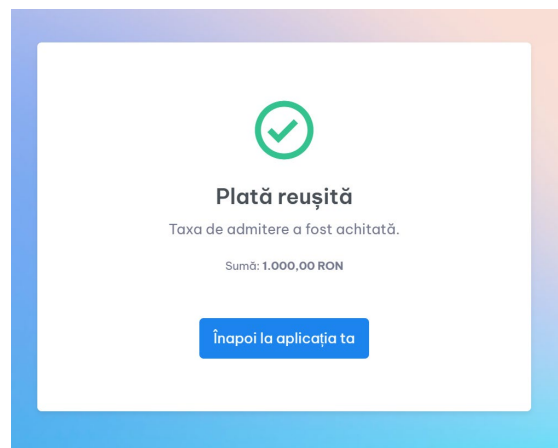 Plată reușită
Taxa de admitere a fost achitată.
Sumă: 1.000,00 RON
Înapoi la aplicația ta